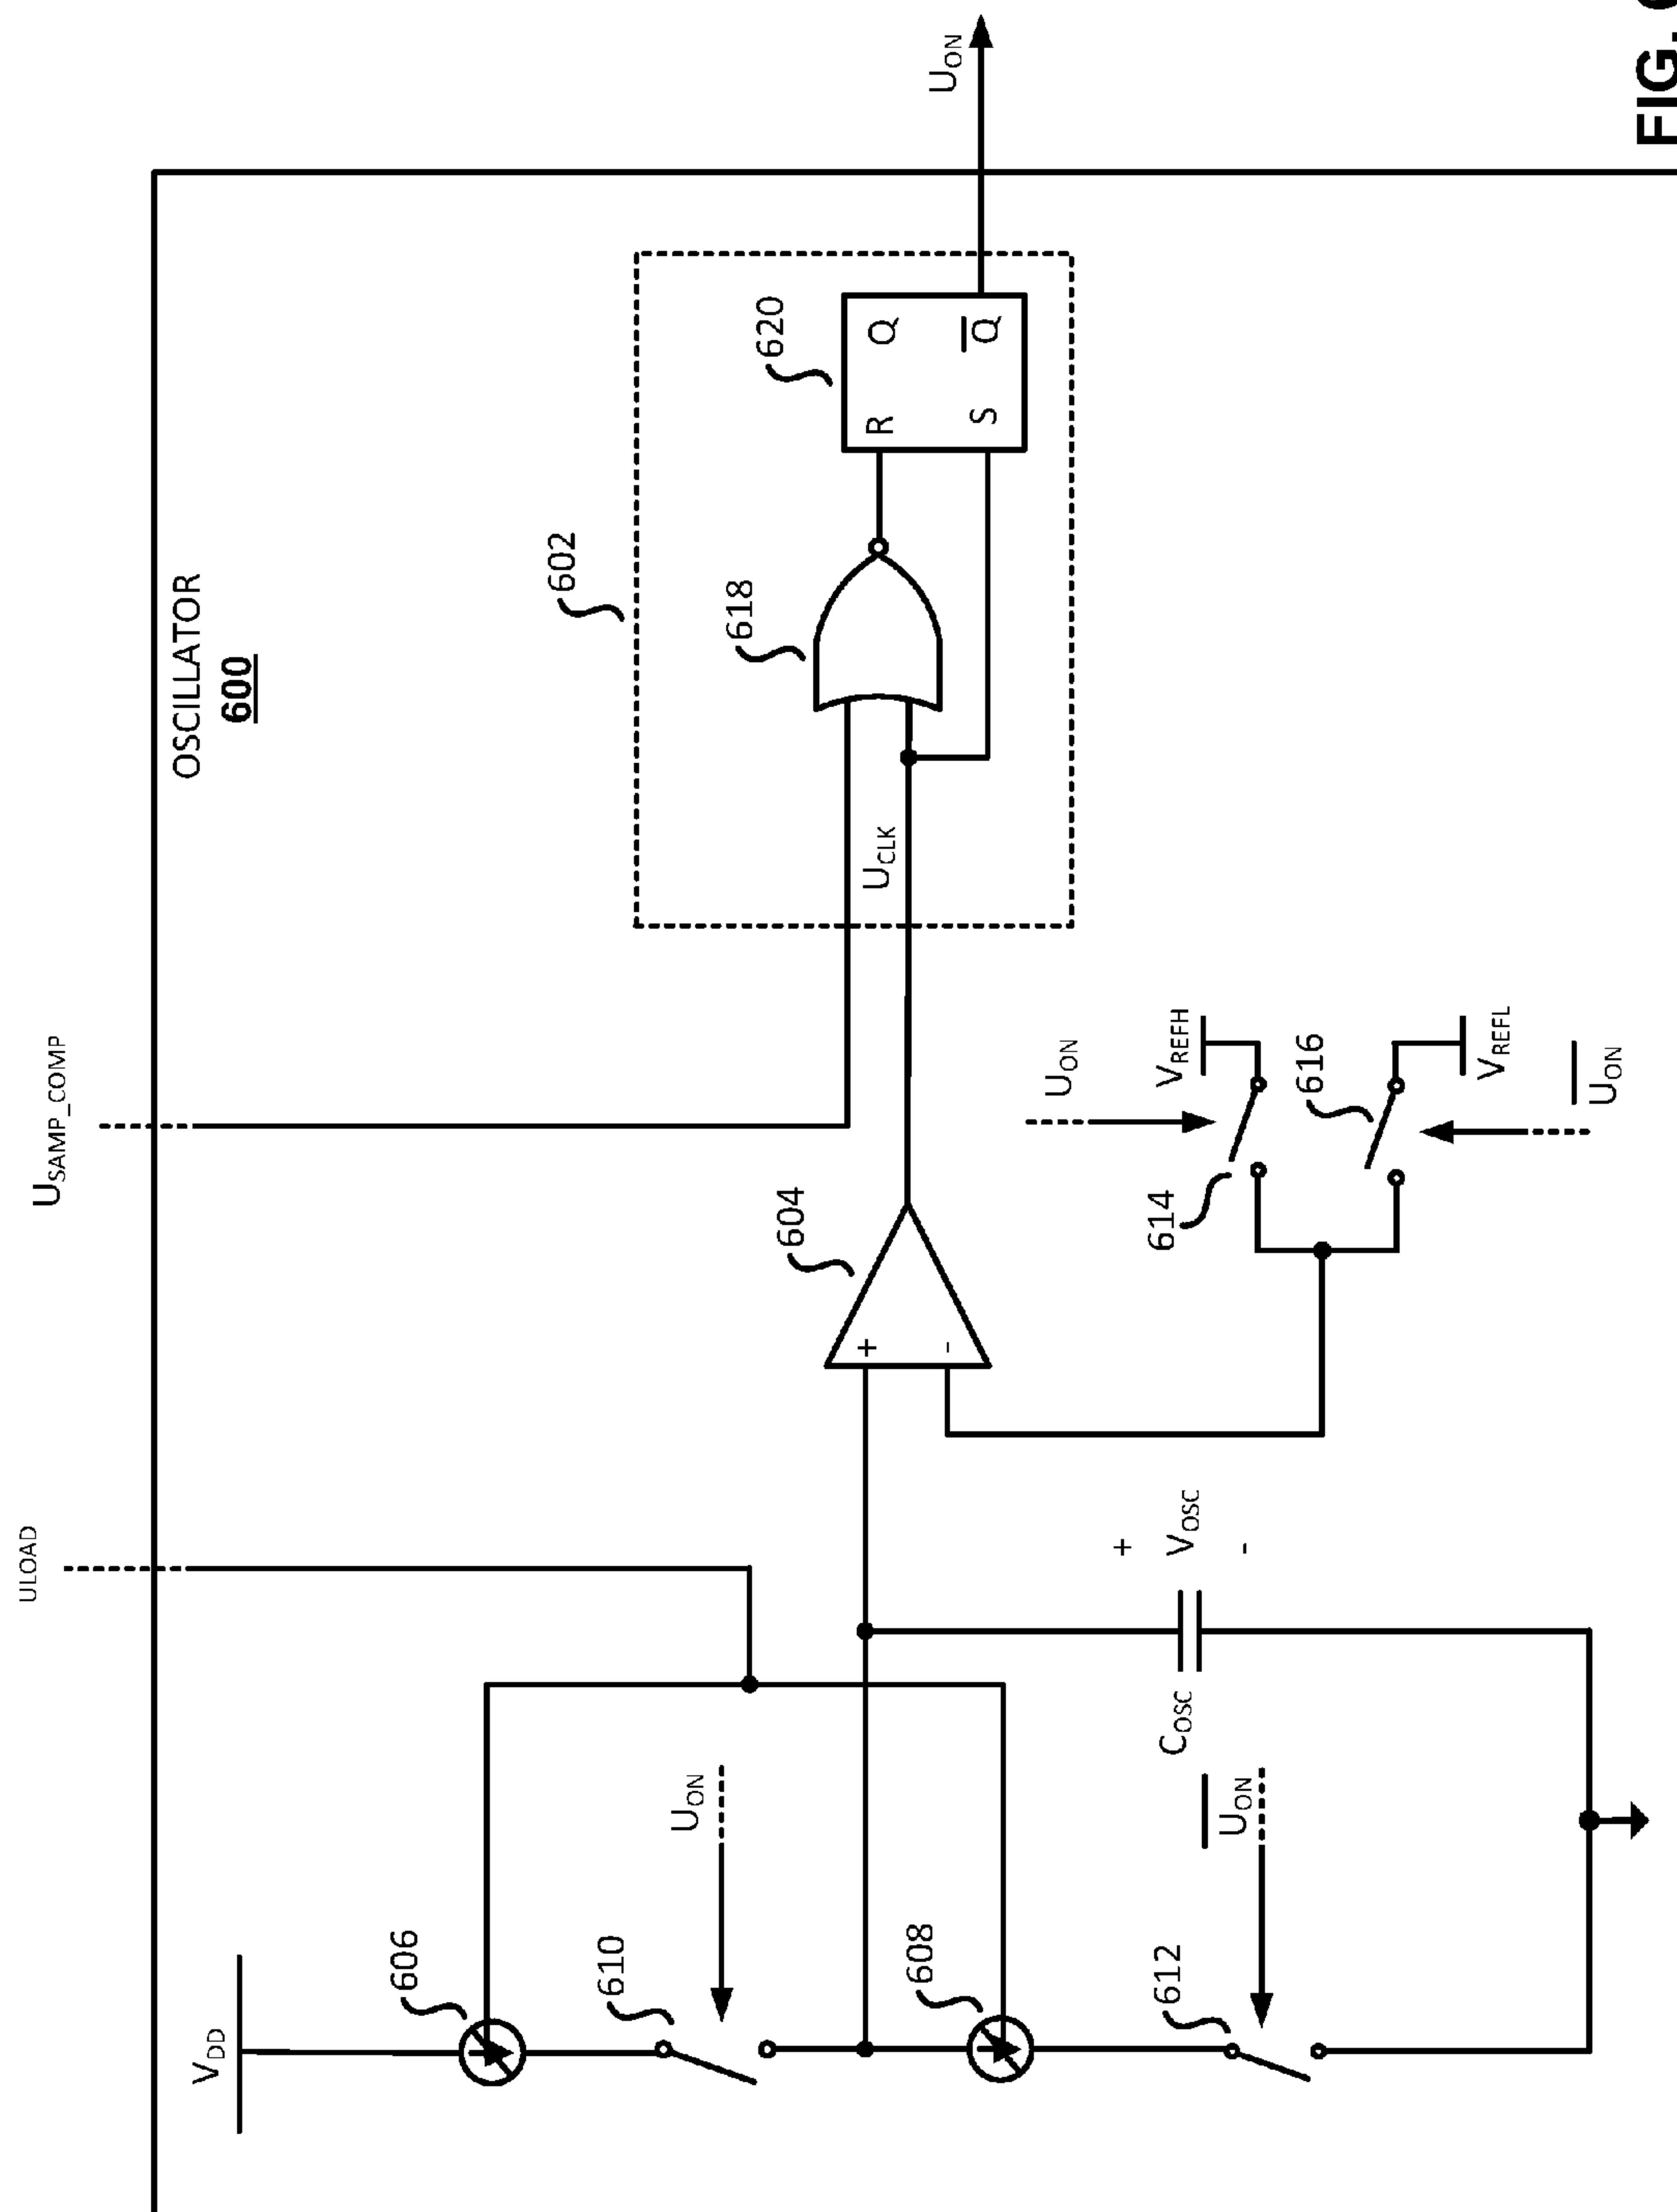 U_SAMP_COMP
ULOAD
OSCILLATOR
600
V_DD
606
610
U_ON
608
612
U̅_ON
C_OSC
+
V_OSC
-
604
+
-
614
U_ON
V_REFH
616
V_REFL
U̅_ON
602
U_CLK
618
620
R
Q
S
Q̅
U_ON
FIG.